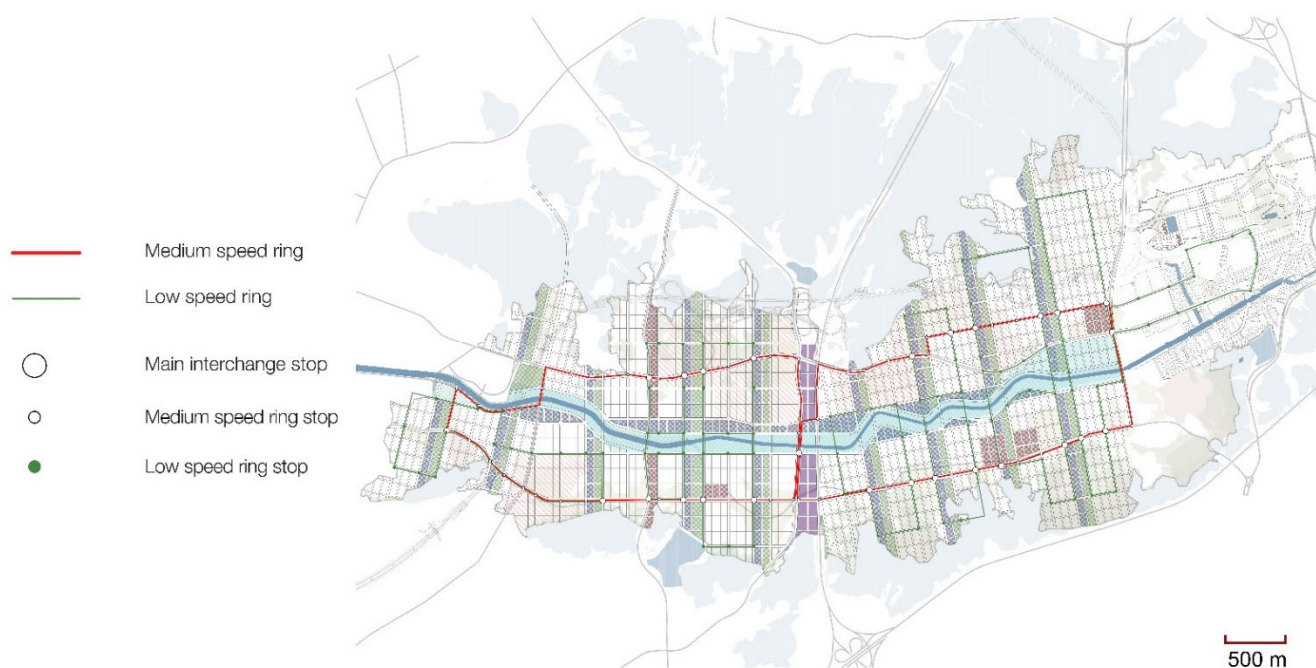 Medium speed ring
Low speed ring
Main interchange stop
Medium speed ring stop
Low speed ring stop
500 m